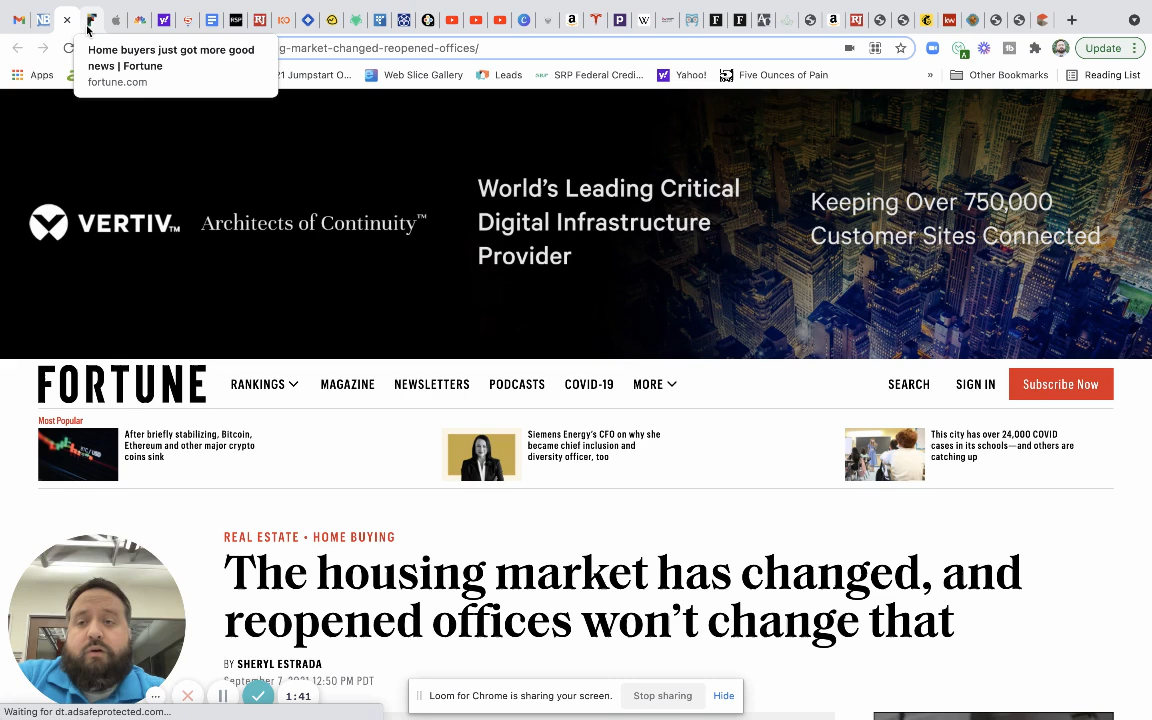 Home buyers just got more good
news | Fortune
fortune.com
g-market-changed-reopened-offices/
Update
Apps
21 Jumpstart O...
Web Slice Gallery
Leads
SRP Federal Credi...
Yahoo!
Five Ounces of Pain
»
Other Bookmarks
Reading List
VERTIV™
Architects of Continuity™
World's Leading Critical
Digital Infrastructure
Provider
Keeping Over 750,000
Customer Sites Connected
FORTUNE
RANKINGS
MAGAZINE
NEWSLETTERS
PODCASTS
COVID-19
MORE
SEARCH
SIGN IN
Subscribe Now
Most Popular
After briefly stabilizing, Bitcoin,
Ethereum and other major crypto
coins sink
Siemens Energy's CFO on why she
became chief inclusion and
diversity officer, too
This city has over 24,000 COVID
cases in its schools—and others are
catching up
REAL ESTATE • HOME BUYING
The housing market has changed, and
reopened offices won't change that
BY SHERYL ESTRADA
September 7, 2021 12:50 PM PDT
1:41
Loom for Chrome is sharing your screen.
Stop sharing
Hide
Waiting for dt.adsafeprotected.com...